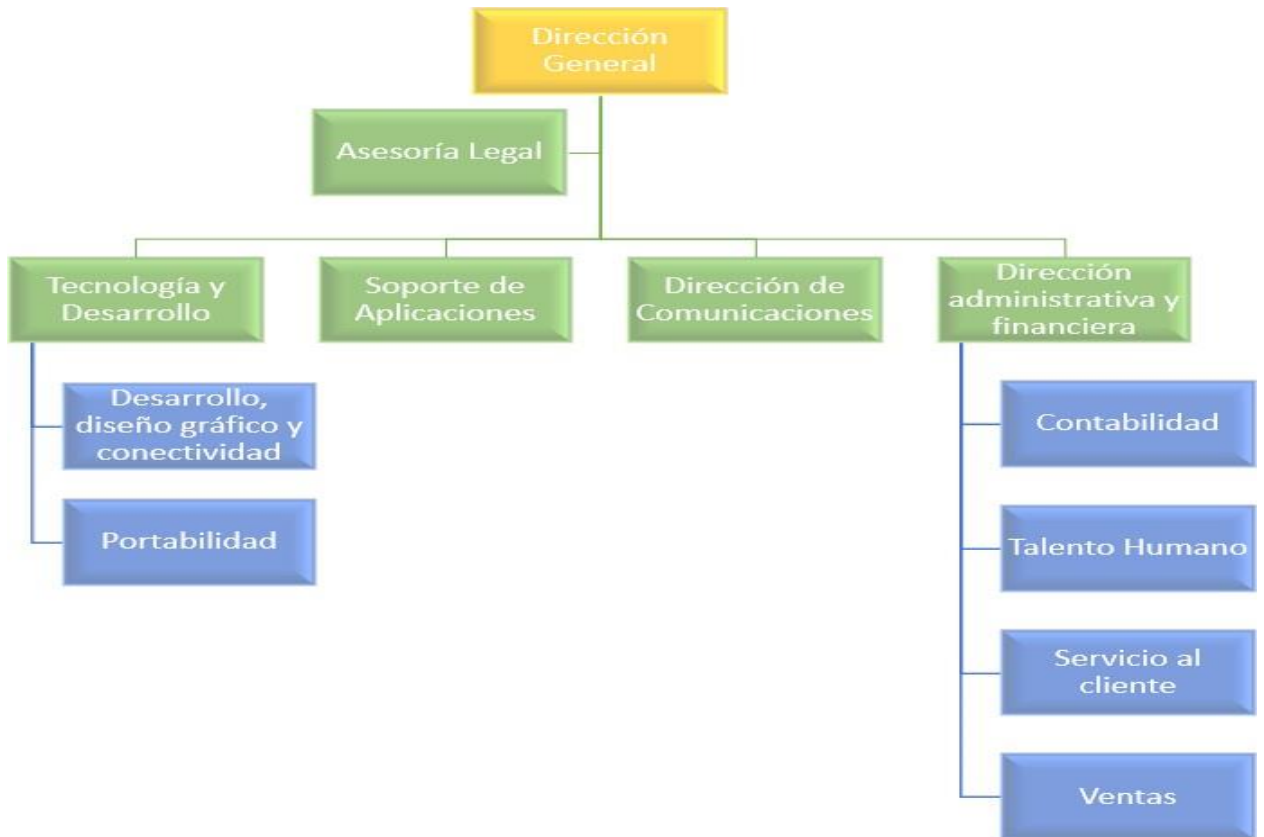 Dirección
General
Asesoría Legal
Tecnología y
Desarrollo
Soporte de
Aplicaciones
Dirección de
Comunicaciones
Dirección
administrativa y
financiera
Desarrollo,
diseño gráfico y
conectividad
Portabilidad
Contabilidad
Talento Humano
Servicio al
cliente
Ventas